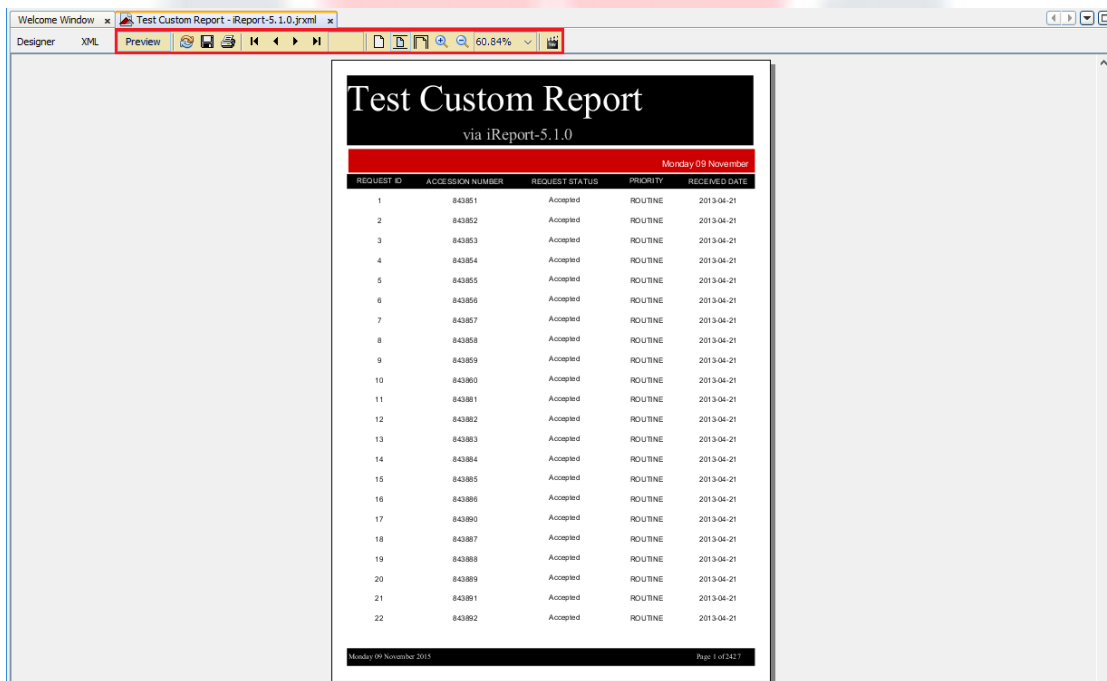 Welcome Window x Test Custom Report - iReport-5.1.0.jrxml x
Designer XML Preview 60.84%
Test Custom Report
via iReport-5.1.0
Monday 09 November
REQUEST ID ACCESSION NUMBER REQUEST STATUS PRIORITY RECEIVED DATE
1 843851 Accepted ROUTINE 2013-04-21
2 843852 Accepted ROUTINE 2013-04-21
3 843853 Accepted ROUTINE 2013-04-21
4 843854 Accepted ROUTINE 2013-04-21
5 843855 Accepted ROUTINE 2013-04-21
6 843856 Accepted ROUTINE 2013-04-21
7 843857 Accepted ROUTINE 2013-04-21
8 843858 Accepted ROUTINE 2013-04-21
9 843859 Accepted ROUTINE 2013-04-21
10 843860 Accepted ROUTINE 2013-04-21
11 843881 Accepted ROUTINE 2013-04-21
12 843882 Accepted ROUTINE 2013-04-21
13 843883 Accepted ROUTINE 2013-04-21
14 843884 Accepted ROUTINE 2013-04-21
15 843885 Accepted ROUTINE 2013-04-21
16 843886 Accepted ROUTINE 2013-04-21
17 843890 Accepted ROUTINE 2013-04-21
18 843887 Accepted ROUTINE 2013-04-21
19 843888 Accepted ROUTINE 2013-04-21
20 843889 Accepted ROUTINE 2013-04-21
21 843891 Accepted ROUTINE 2013-04-21
22 843892 Accepted ROUTINE 2013-04-21
Monday 09 November 2015 Page 1 of 2427